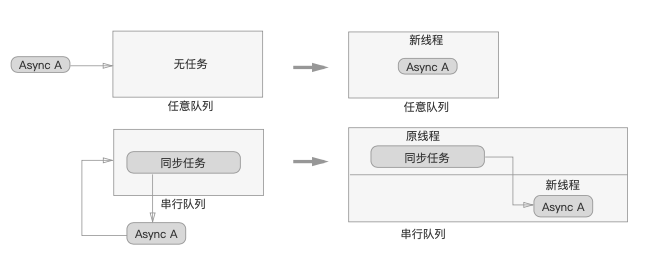 新线程
Async A
无任务
Async A
任意队列
任意队列
原线程
同步任务
同步任务
新线程
串行队列
Async A
Async A
串行队列